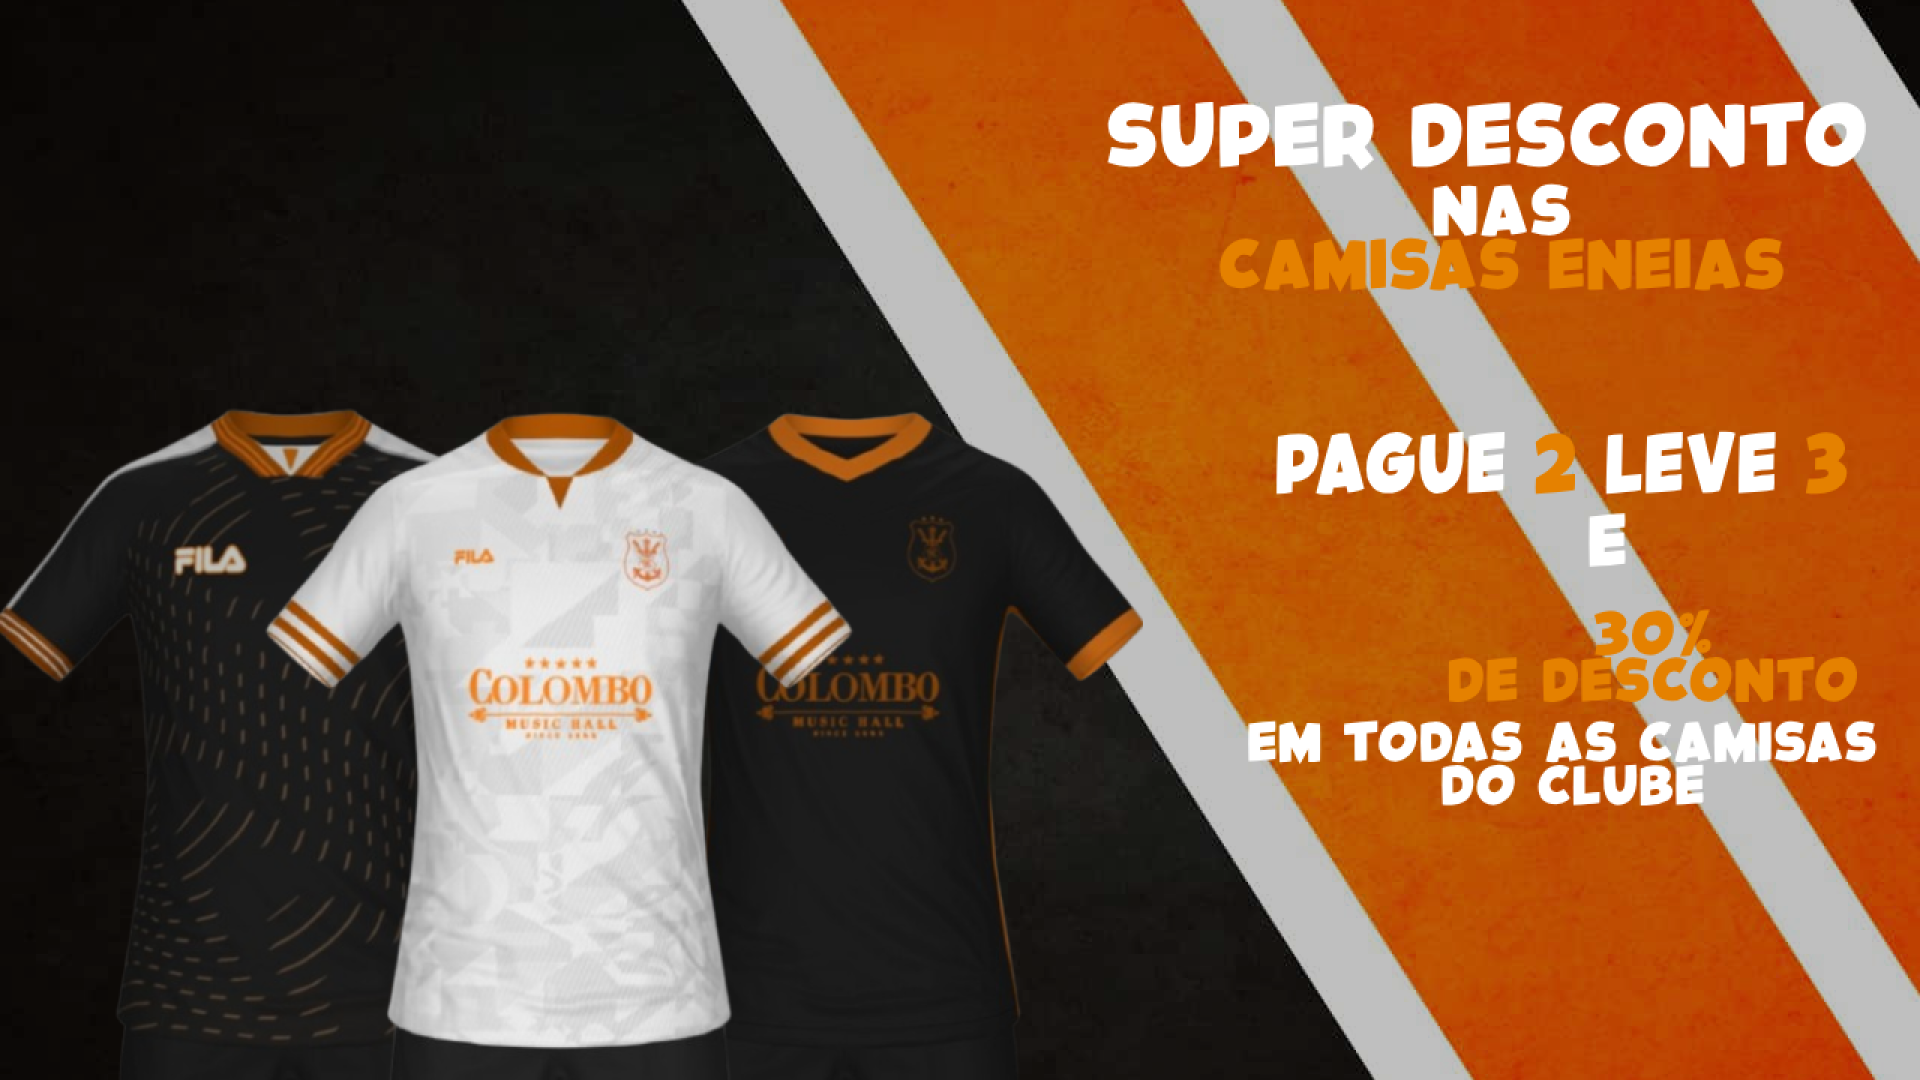 SUPER DESCONTO
NAS
CAMISAS ENEIAS
PAGUE 2 LEVE 3
E
30%
DE DESCONTO
EM TODAS AS CAMISAS
DO CLUBE
FILA
FILA
COLOMBO
MUSIC HALL
COLOMBO
MUSIC HALL